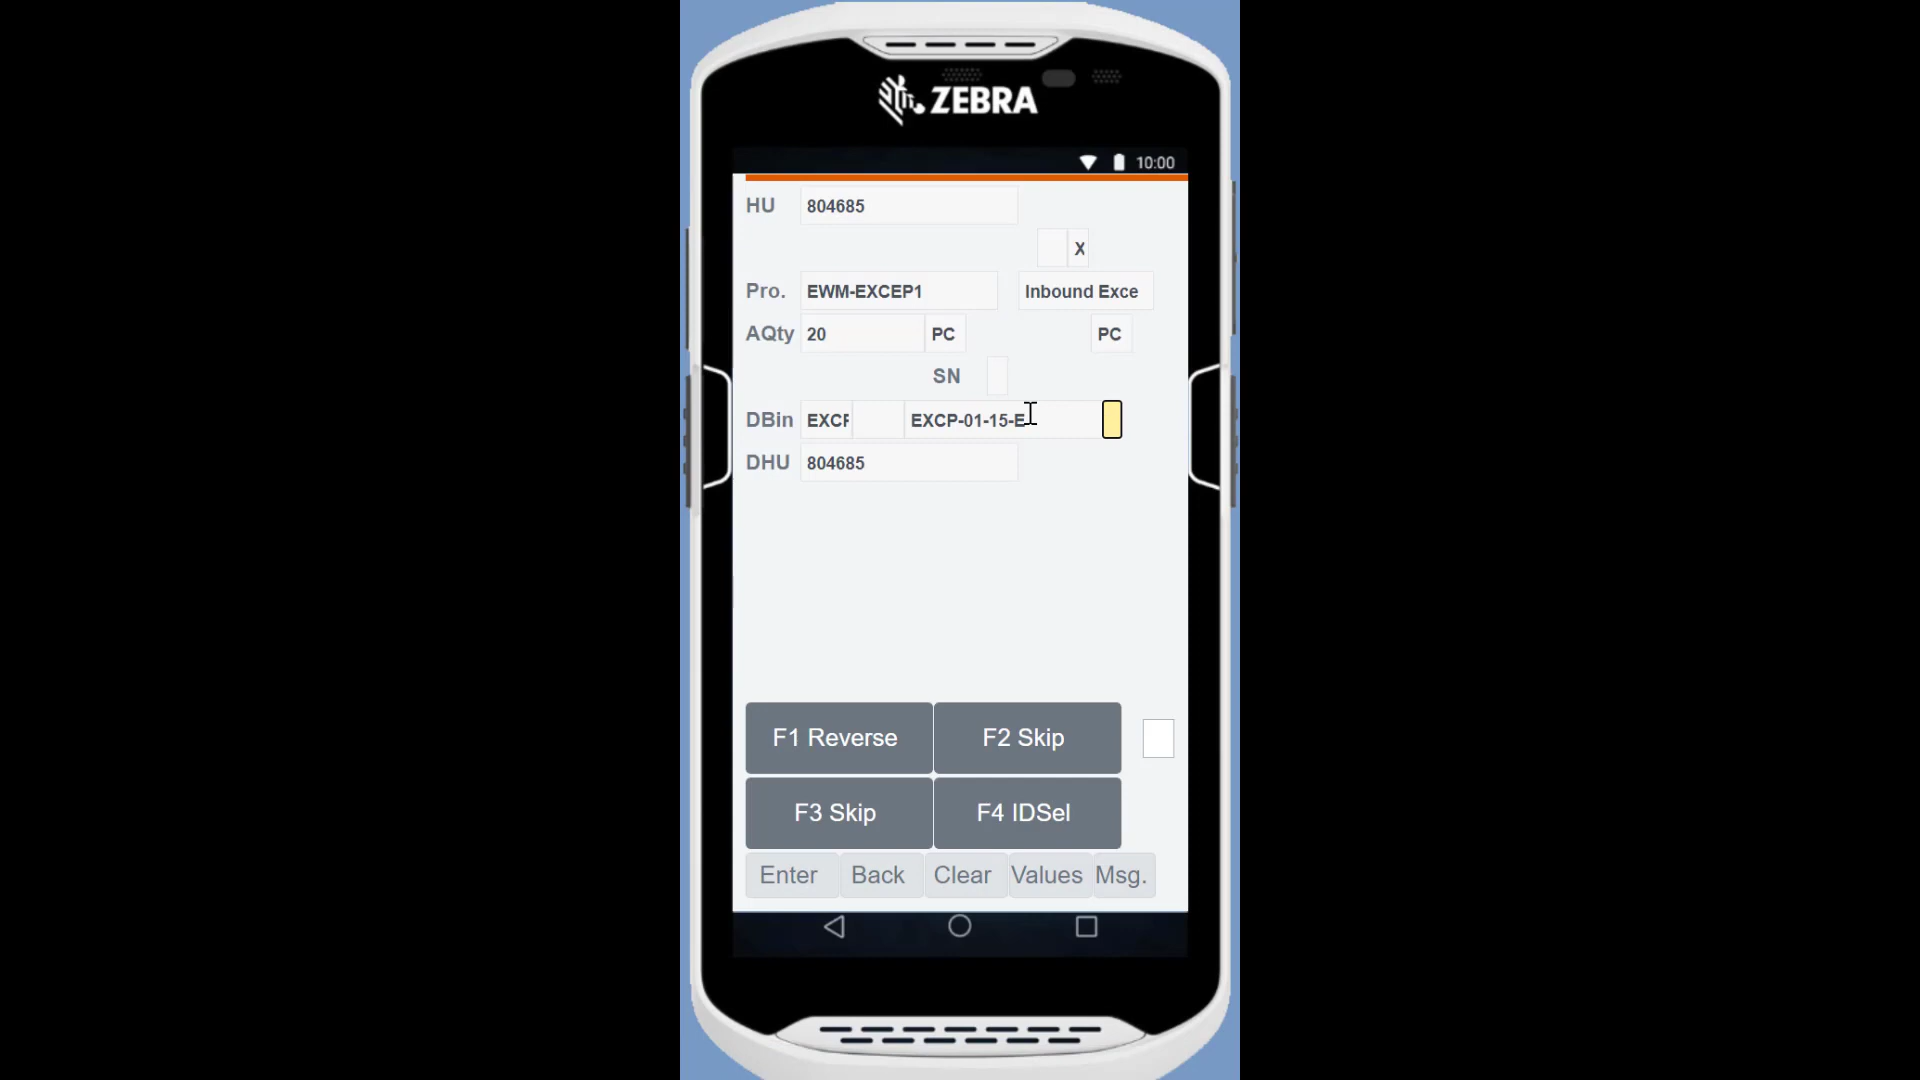 ZEBRA
10:00
HU 804685
X
Pro. EWM-EXCEP1 Inbound Exce
AQty 20 PC PC
SN
DBin EXCP EXCP-01-15-E
DHU 804685
F1 Reverse F2 Skip
F3 Skip F4 IDSel
Enter Back Clear Values Msg.